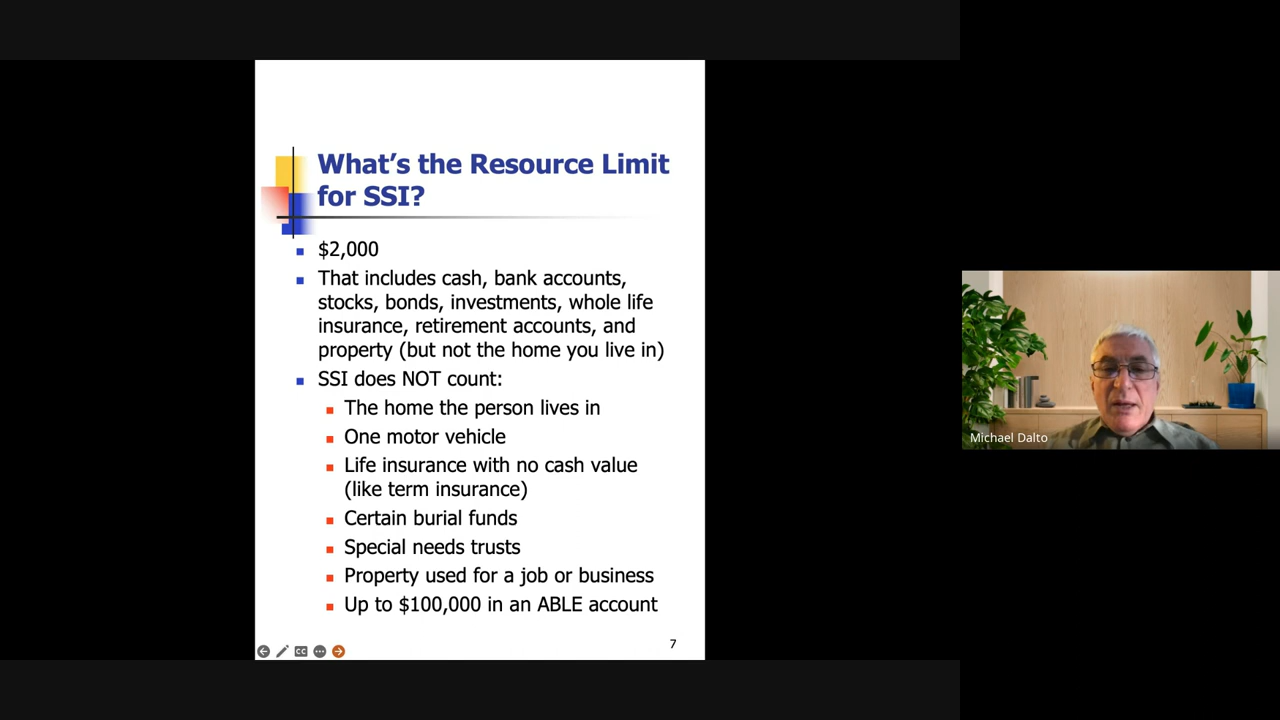 What's the Resource Limit
for SSI?
$2,000
That includes cash, bank accounts,
stocks, bonds, investments, whole life
insurance, retirement accounts, and
property (but not the home you live in)
SSI does NOT count:
The home the person lives in
One motor vehicle
Life insurance with no cash value
(like term insurance)
Certain burial funds
Special needs trusts
Property used for a job or business
Up to $100,000 in an ABLE account
7
CC
Michael Dalto